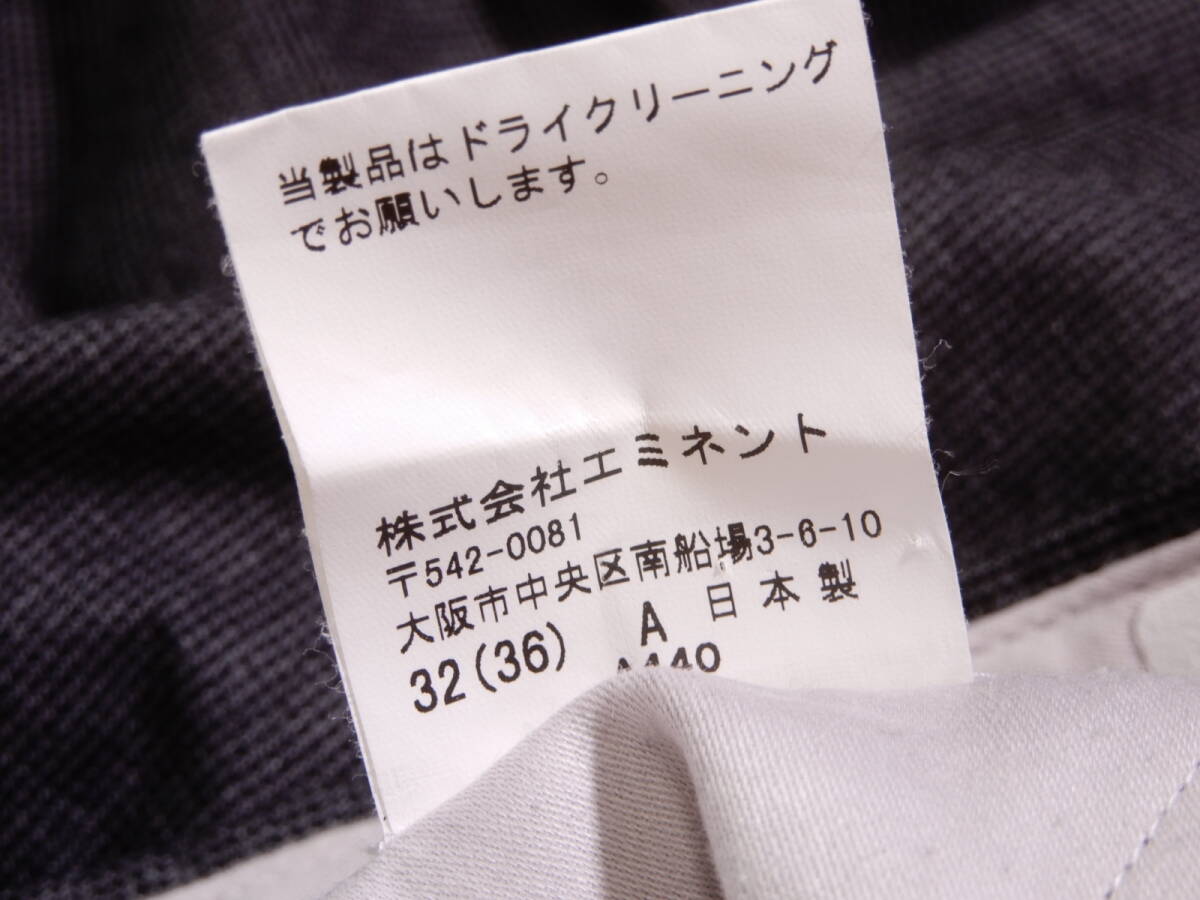 当製品はドライクリーニング
でお願いします。
株式会社エミネント
〒542-0081
大阪市中央区南船場3-6-10
32(36) A 日本製